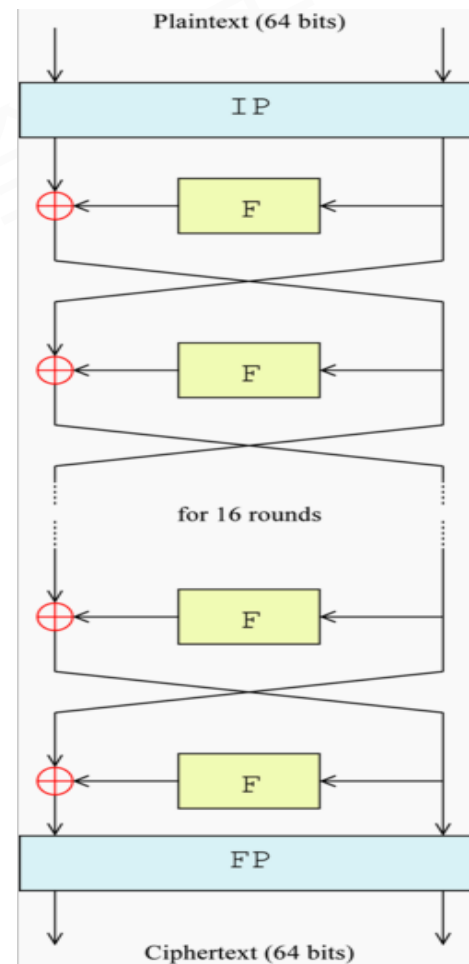 Plaintext (64 bits)
IP
F
F
for 16 rounds
F
F
FP
Ciphertext (64 bits)